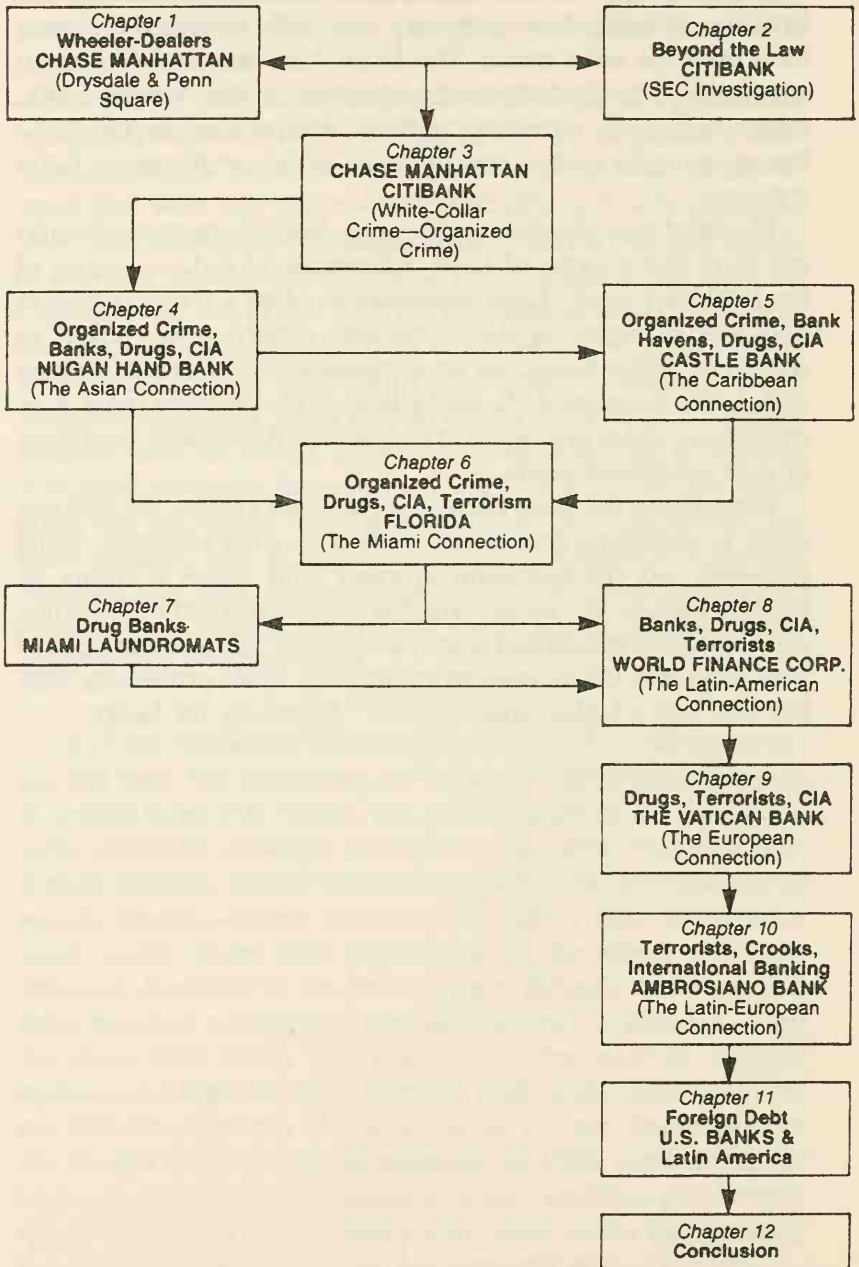 Chapter 1
Wheeler-Dealers
CHASE MANHATTAN
(Drysdale & Penn
Square)
Chapter 2
Beyond the Law
CITIBANK
(SEC Investigation)
Chapter 3
CHASE MANHATTAN
CITIBANK
(White-Collar
Crime—Organized
Crime)
Chapter 4
Organized Crime,
Banks, Drugs, CIA
NUGAN HAND BANK
(The Asian Connection)
Chapter 5
Organized Crime, Bank
Havens, Drugs, CIA
CASTLE BANK
(The Caribbean
Connection)
Chapter 6
Organized Crime,
Drugs, CIA, Terrorism
FLORIDA
(The Miami Connection)
Chapter 7
Drug Banks
MIAMI LAUNDROMATS
Chapter 8
Banks, Drugs, CIA,
Terrorists
WORLD FINANCE CORP.
(The Latin-American
Connection)
Chapter 9
Drugs, Terrorists, CIA
THE VATICAN BANK
(The European
Connection)
Chapter 10
Terrorists, Crooks,
International Banking
AMBROSIANO BANK
(The Latin-European
Connection)
Chapter 11
Foreign Debt
U.S. BANKS &
Latin America
Chapter 12
Conclusion